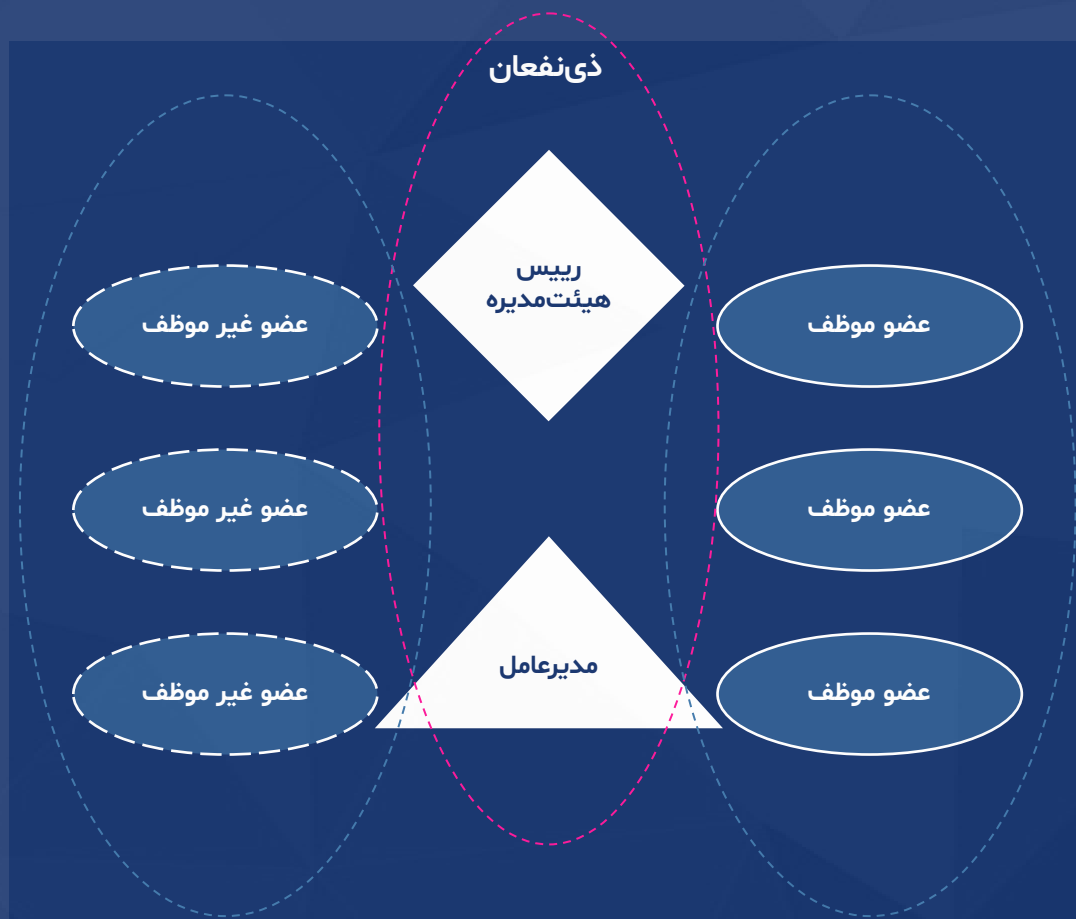 ذی‌نفعان
رییس
هیئت‌مدیره
عضو موظف
عضو غیر موظف
عضو موظف
عضو غیر موظف
مدیرعامل
عضو موظف
عضو غیر موظف